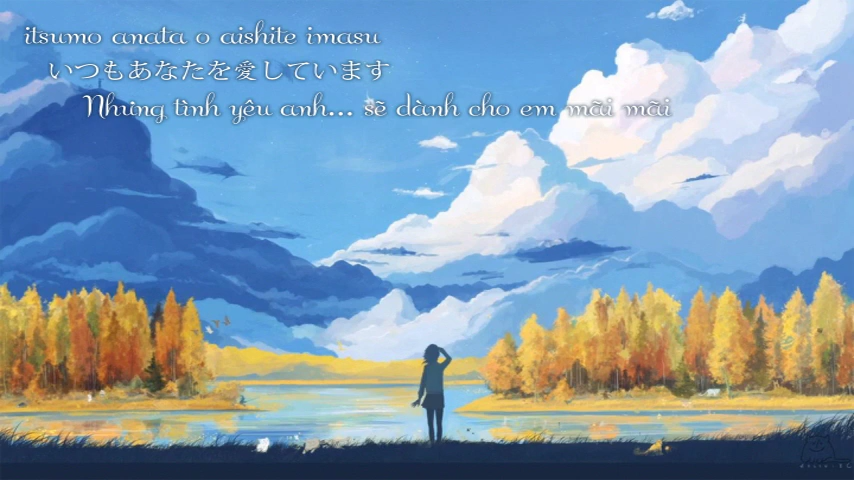 itsumo anata o aishite imasu
いつもあなたを愛しています
Nhưng tình yêu anh... sẽ dành cho em mãi mãi